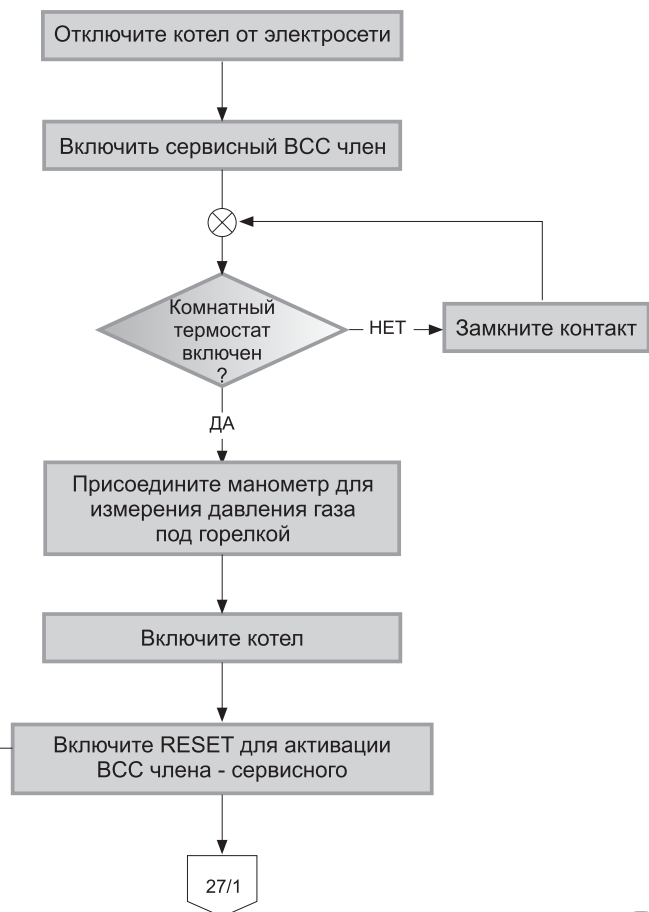 Отключите котел от электросети
Включить сервисный ВСС член
Комнатный
термостат
включен
?
НЕТ
Замкните контакт
ДА
Присоедините манометр для
измерения давления газа
под горелкой
Включите котел
Включите RESET для активации
ВСС члена - сервисного
27/1